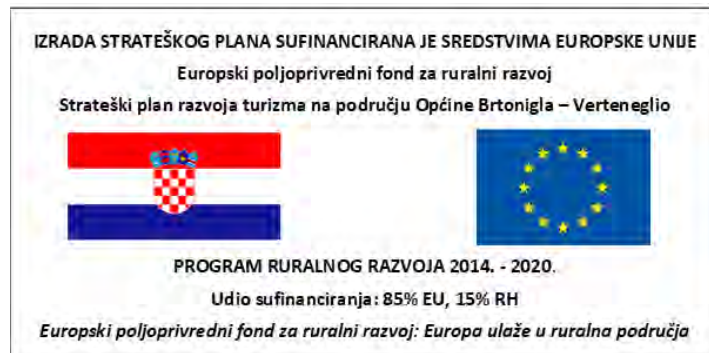 IZRADA STRATEŠKOG PLANA SUFINANCIRANA JE SREDSTVIMA EUROPSKE UNIJE
Europski poljoprivredni fond za ruralni razvoj
Strateški plan razvoja turizma na području Općine Brtonigla – Verteneglio
PROGRAM RURALNOG RAZVOJA 2014. - 2020.
Udio sufinanciranja: 85% EU, 15% RH
Europski poljoprivredni fond za ruralni razvoj: Europa ulaže u ruralna područja